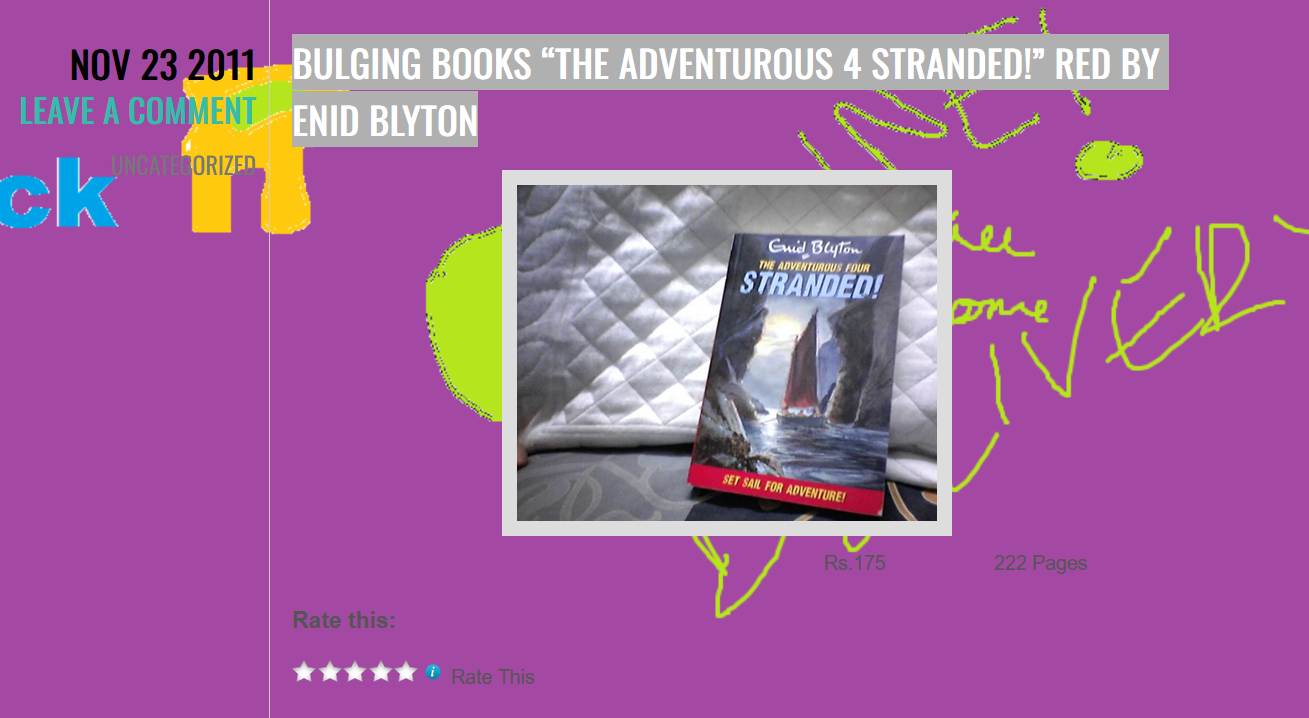 NOV 23 2011
LEAVE A COMMENT
UNCATEGORIZED
BULGING BOOKS “THE ADVENTUROUS 4 STRANDED!” RED BY
ENID BLYTON
ck
Enid Blyton
THE ADVENTUROUS FOUR
STRANDED!
SET SAIL FOR ADVENTURE!
Rs.175 222 Pages
Rate this:
i Rate This